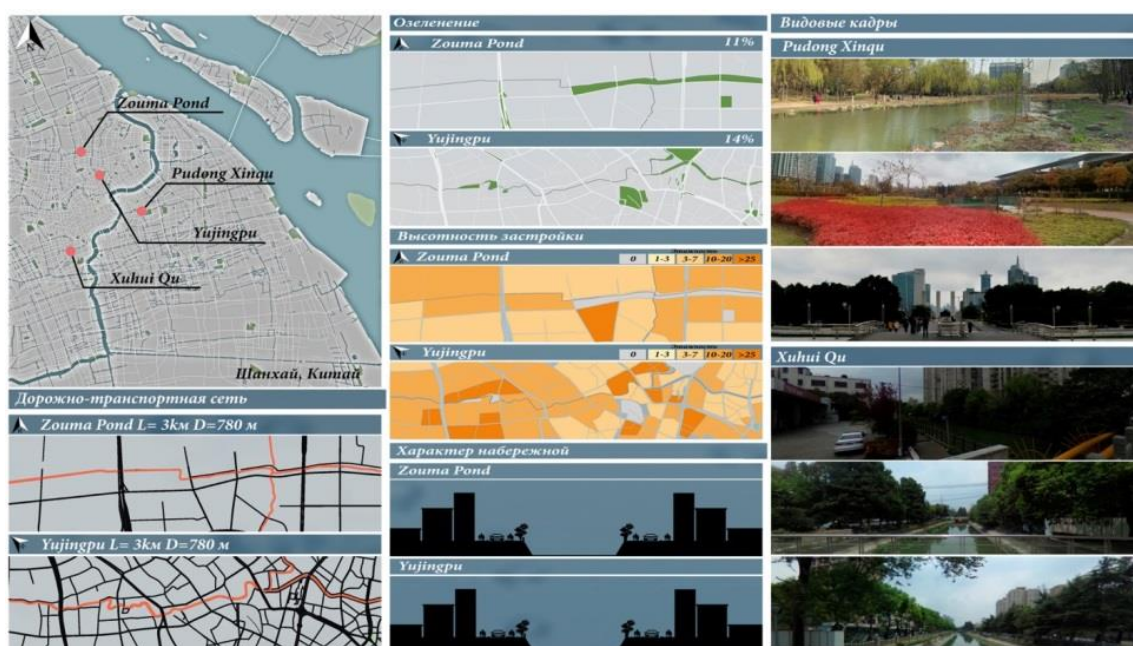 N
Zouma Pond
Pudong Xinqu
Yujingpu
Xuhui Qu
Шанхай, Китай
Дорожно-транспортная сеть
Zouma Pond L= 3км D=780 м
Yujingpu L= 3км D=780 м
Озеленение
Zouma Pond 11%
Yujingpu 14%
Высотность застройки
Zouma Pond 0 1-3 3-7 10-20 >25
Yujingpu 0 1-3 3-7 10-20 >25
Характер набережной
Zouma Pond
Yujingpu
Видовые кадры
Pudong Xinqu
Xuhui Qu